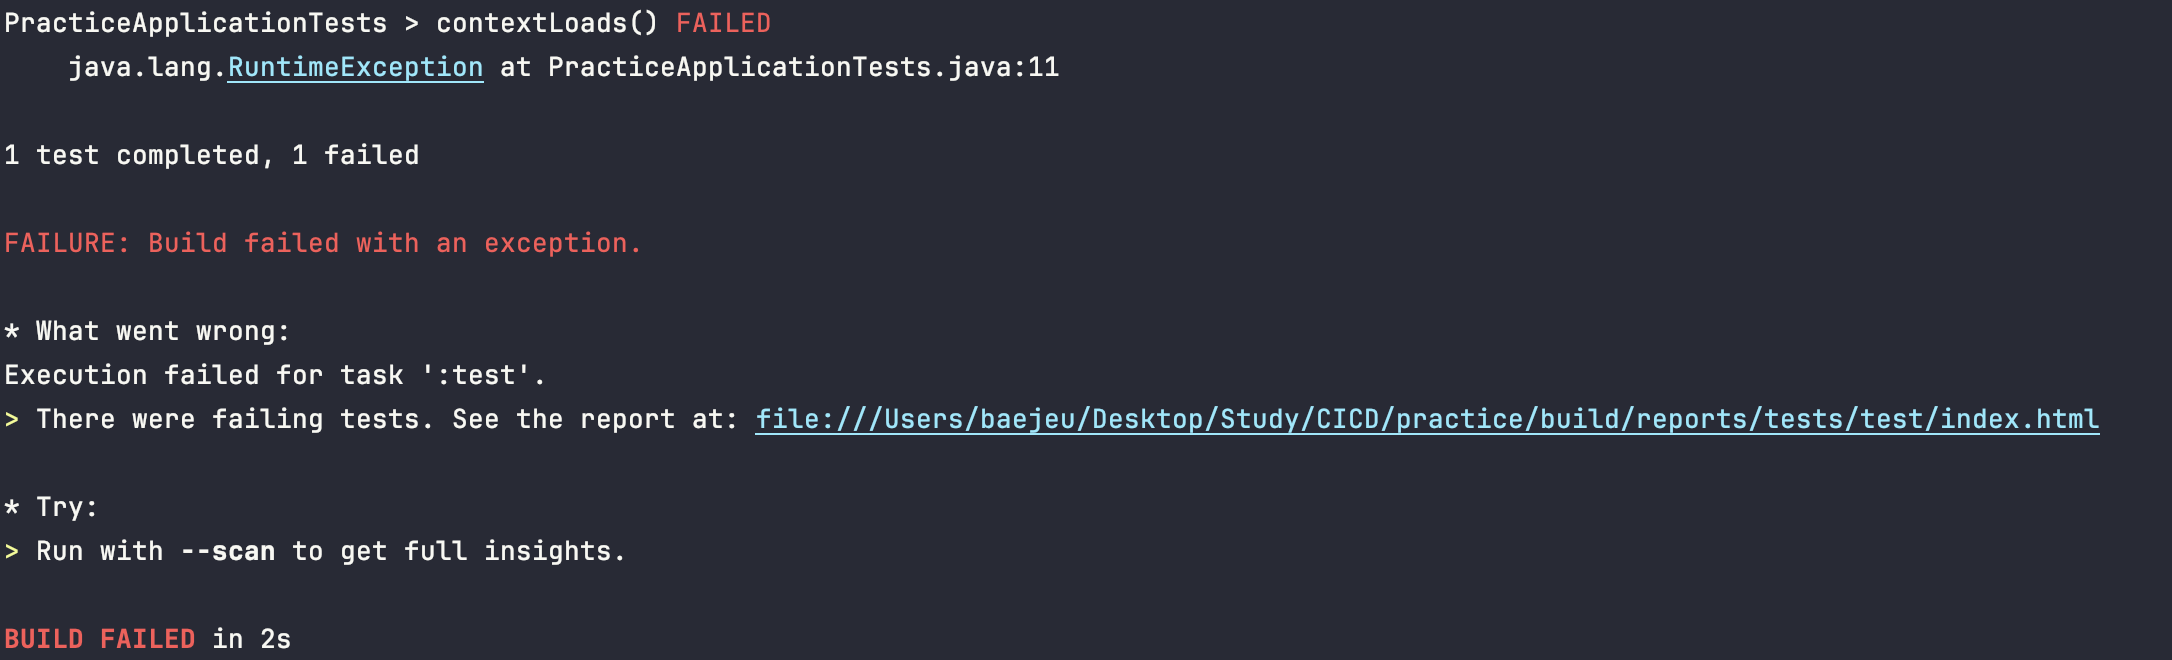 PracticeApplicationTests > contextLoads() FAILED
    java.lang.RuntimeException at PracticeApplicationTests.java:11
1 test completed, 1 failed
FAILURE: Build failed with an exception.
* What went wrong:
Execution failed for task ':test'.
> There were failing tests. See the report at: file:///Users/baejeu/Desktop/Study/CICD/practice/build/reports/tests/test/index.html
* Try:
> Run with --scan to get full insights.
BUILD FAILED in 2s